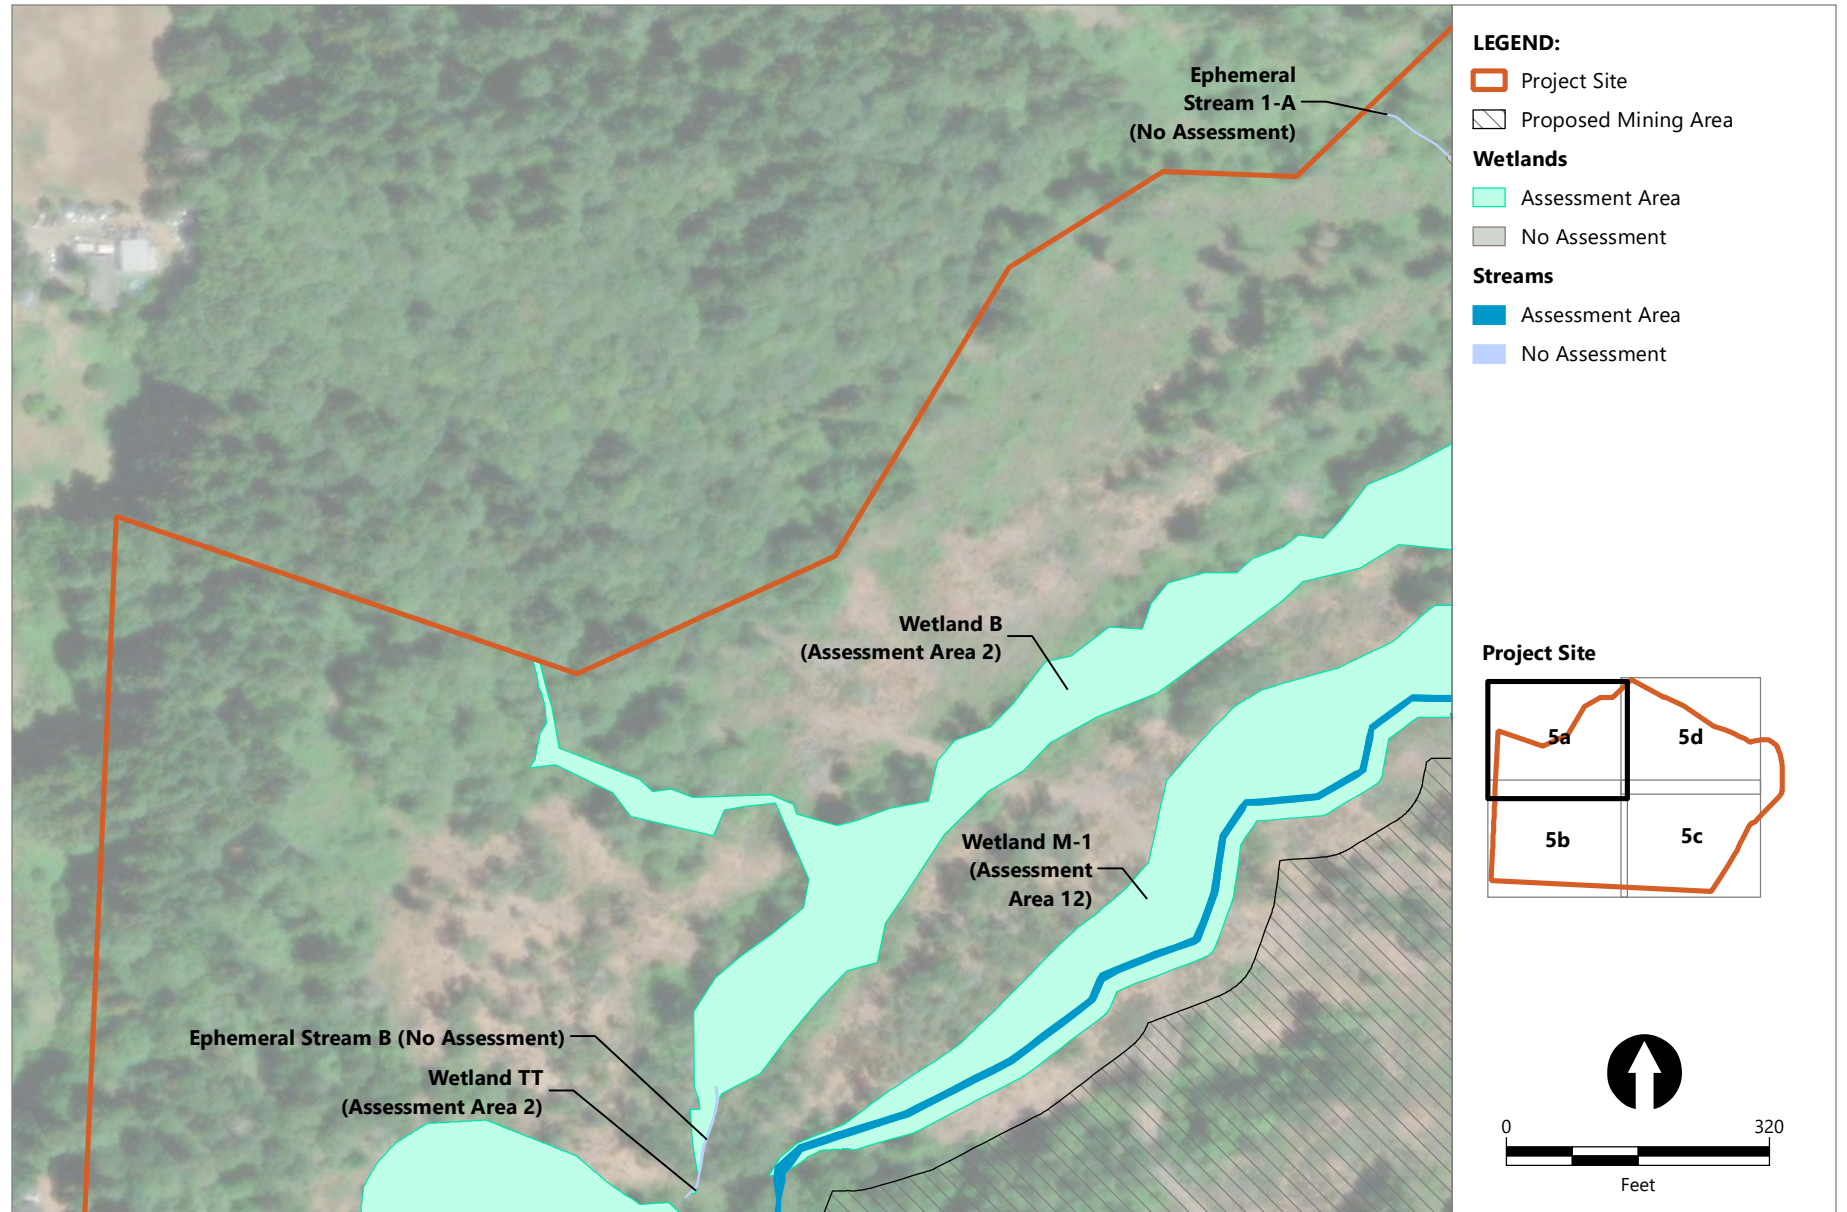 Ephemeral
Stream 1-A
(No Assessment)
Wetland B
(Assessment Area 2)
Wetland M-1
(Assessment
Area 12)
Ephemeral Stream B (No Assessment)
Wetland TT
(Assessment Area 2)
LEGEND:
Project Site
Proposed Mining Area
Wetlands
Assessment Area
No Assessment
Streams
Assessment Area
No Assessment
Project Site
5a
5d
5b
5c
0 320
Feet